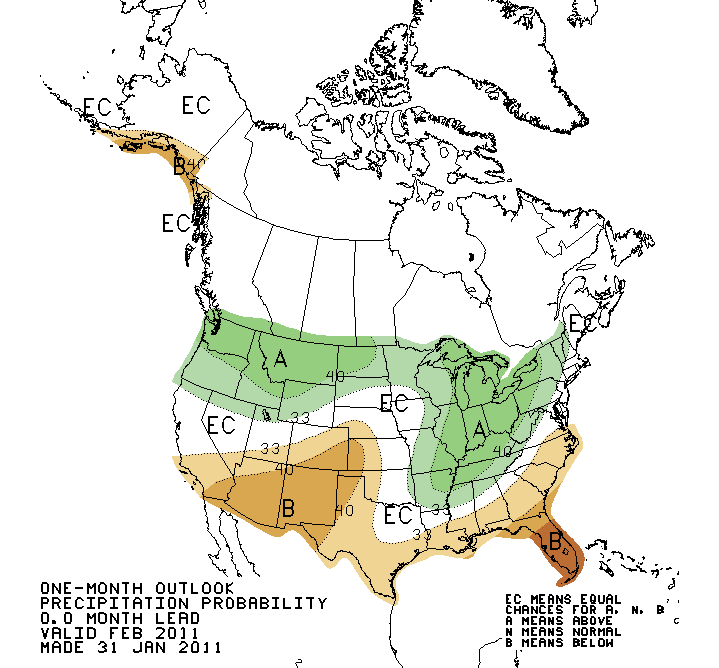 EC
EC
B 40
EC
EC
A
40
EC
33
EC
33
A
40
40
B
40
EC
33
33
B
ONE-MONTH OUTLOOK
PRECIPITATION PROBABILITY
0.0 MONTH LEAD
VALID FEB 2011
MADE 31 JAN 2011
EC MEANS EQUAL
CHANCES FOR A, N, B
A MEANS ABOVE
N MEANS NORMAL
B MEANS BELOW